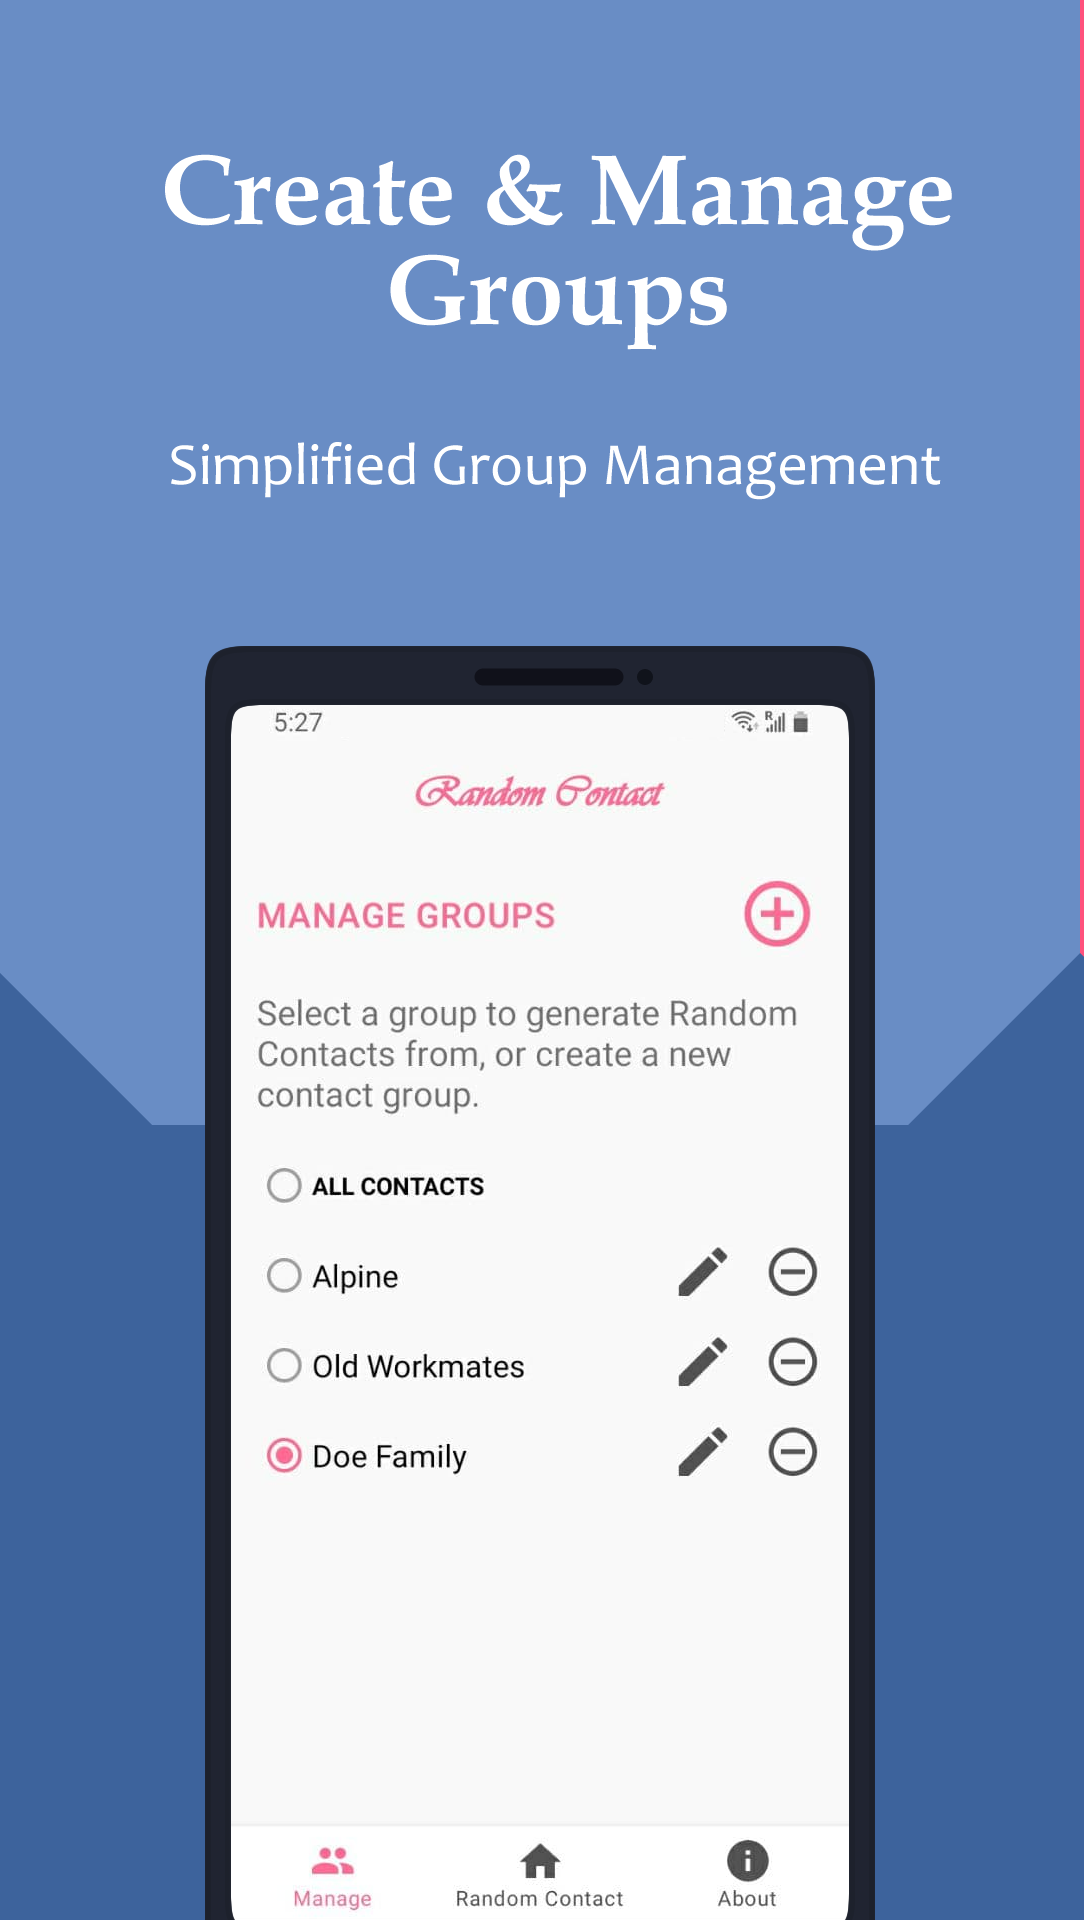 Create & Manage
Groups
Simplified Group Management
5:27
R
Random Contact
MANAGE GROUPS
Select a group to generate Random
Contacts from, or create a new
contact group.
ALL CONTACTS
Alpine
Old Workmates
Doe Family
Manage
Random Contact
About